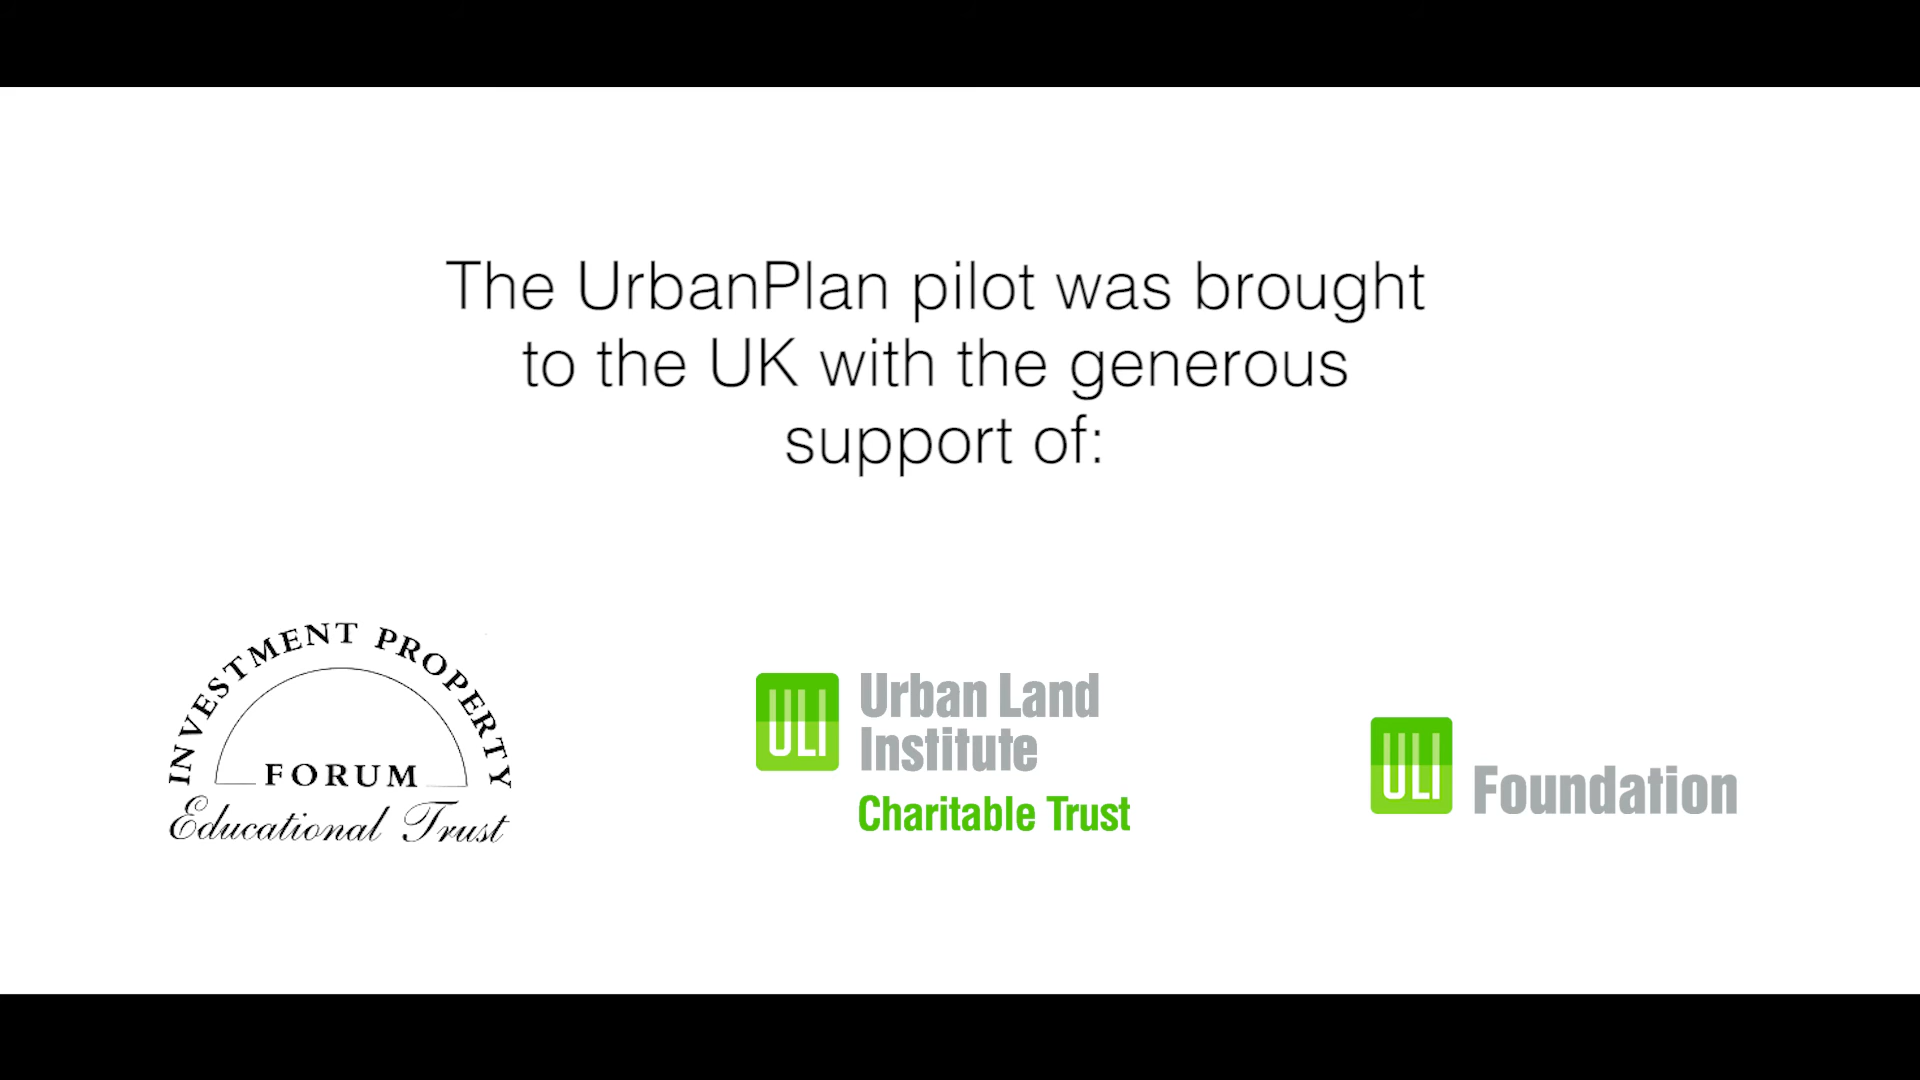 The UrbanPlan pilot was brought
to the UK with the generous
support of:
INVESTMENT PROPERTY
FORUM
Educational Trust
ULI
Urban Land
Institute
Charitable Trust
ULI
Foundation